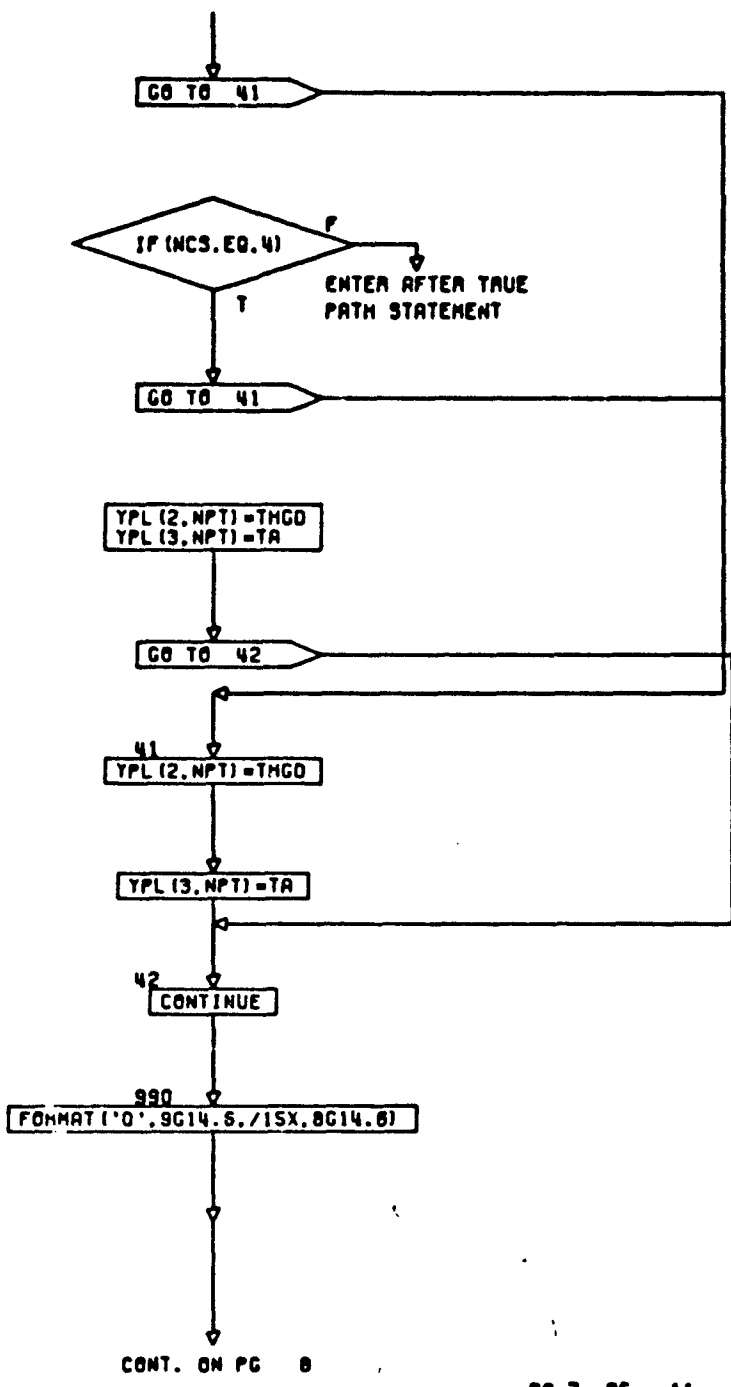 GO TO 41
IF(NCS.EQ.4)
F
T
ENTER AFTER TRUE
PATH STATEMENT
GO TO 41
YPL(2,NPT)=TMGD
YPL(3,NPT)=TA
GO TO 42
41
YPL(2,NPT)=TMGD
YPL(3,NPT)=TA
42
CONTINUE
990
FORMAT('0',9G14.6,/15X,8G14.6)
CONT. ON PG 8